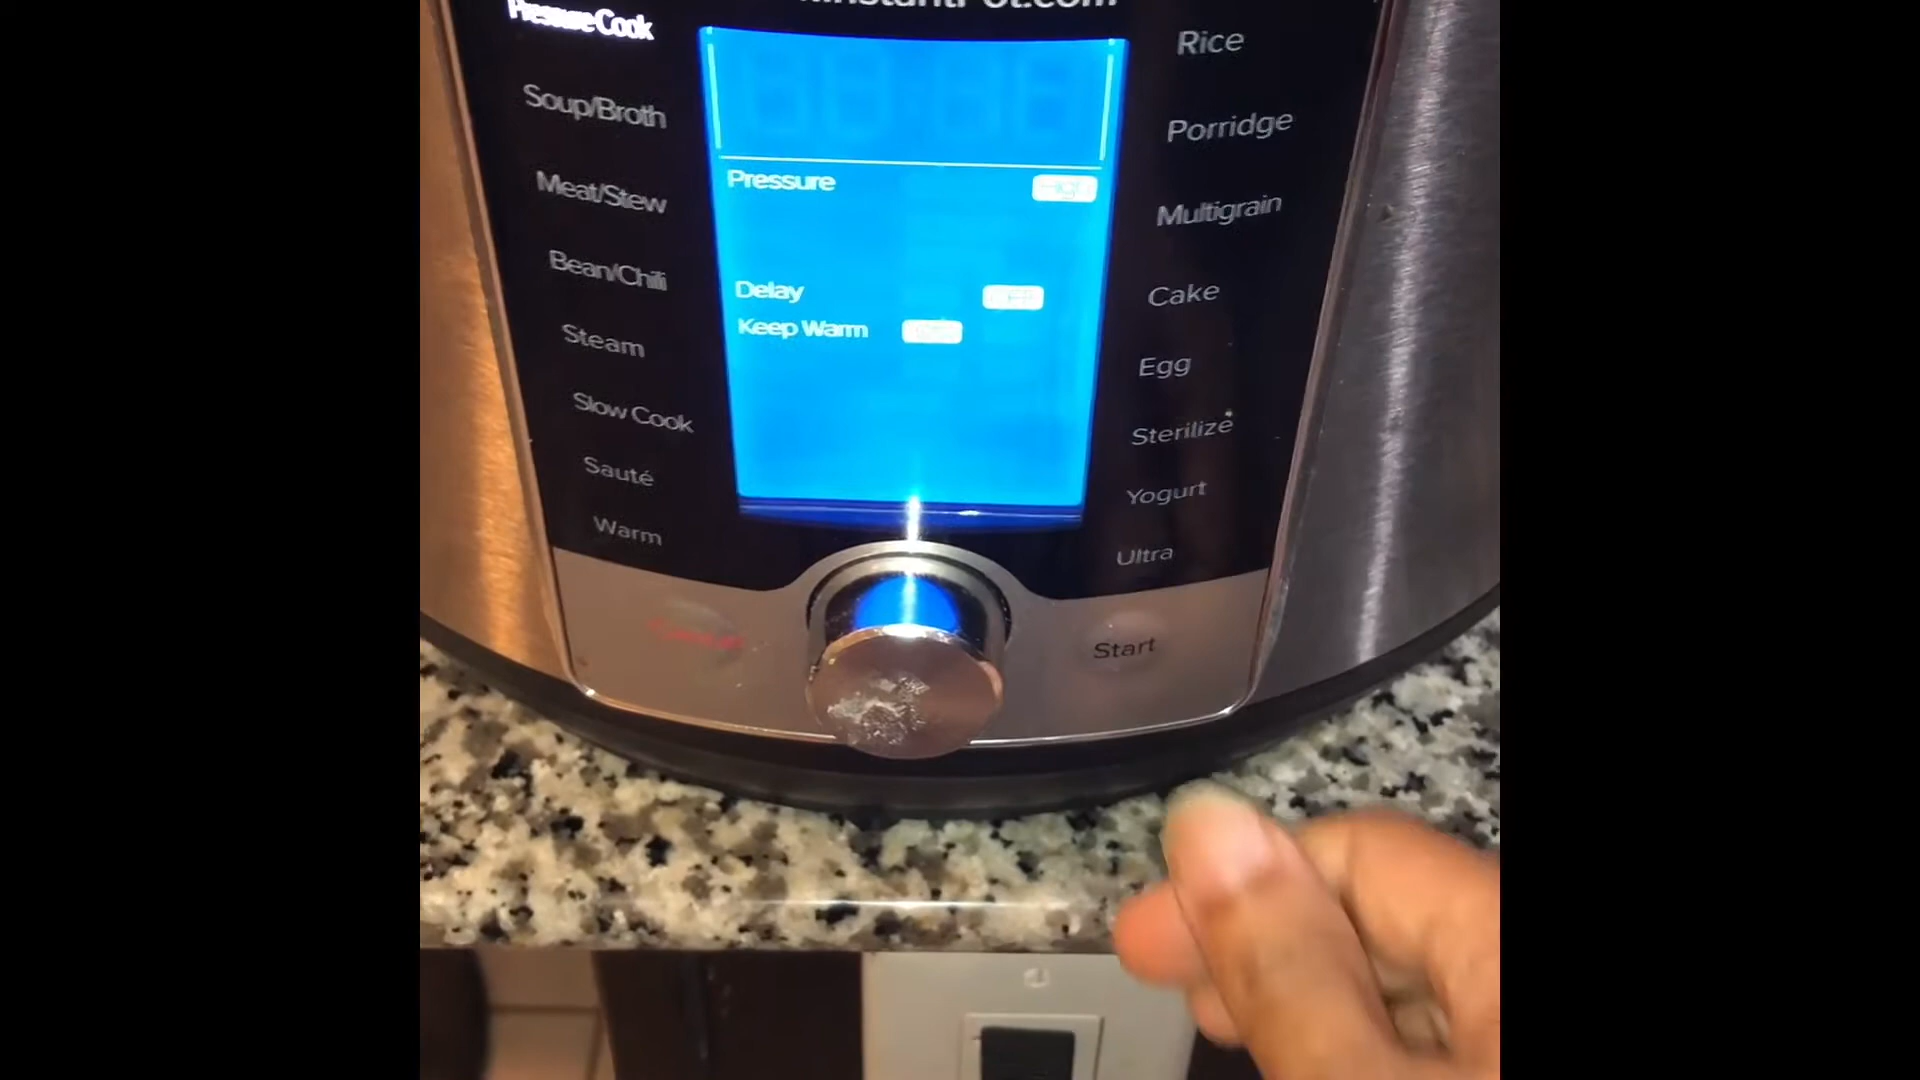 Pressure Cook
Soup/Broth
Meat/Stew
Bean/Chili
Steam
Slow Cook
Sauté
Warm
Pressure
Delay
Keep Warm
Rice
Porridge
Multigrain
Cake
Egg
Sterilize
Yogurt
Ultra
Start